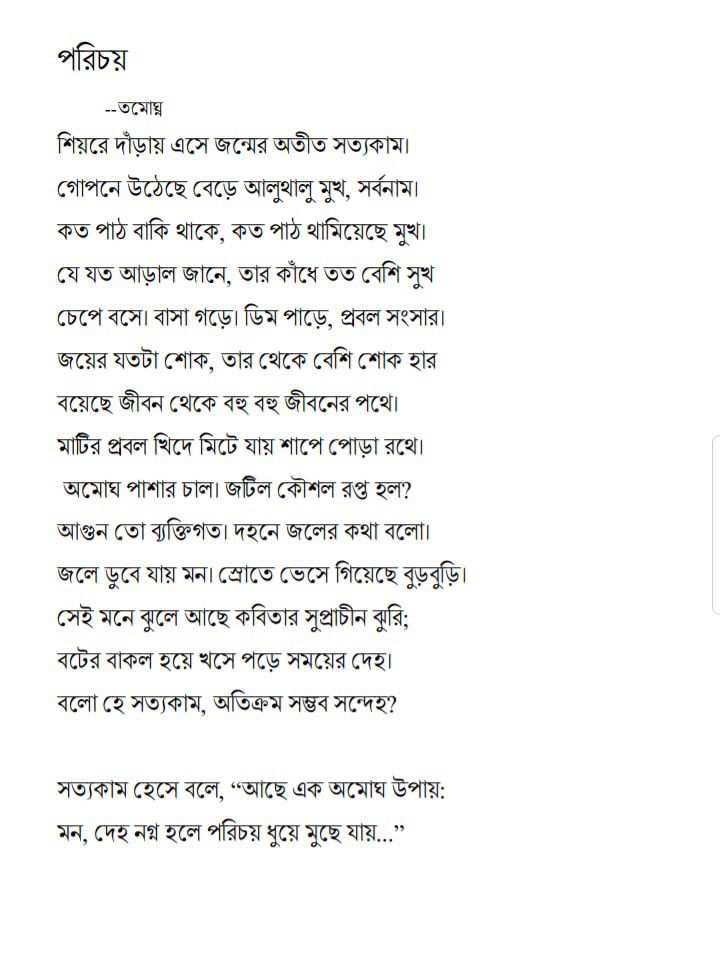 পরিচয়
--তমোঘ্ন
শিয়রে দাঁড়ায় এসে জন্মের অতীত সত্যকাম।
গোপনে উঠেছে বেড়ে আলুথালু মুখ, সর্বনাম।
কত পাঠ বাকি থাকে, কত পাঠ থামিয়েছে মুখ।
যে যত আড়াল জানে, তার কাঁধে তত বেশি সুখ
চেপে বসে। বাসা গড়ে। ডিম পাড়ে, প্রবল সংসার।
জয়ের যতটা শোক, তার থেকে বেশি শোক হার
বয়েছে জীবন থেকে বহু বহু জীবনের পথে।
মাটির প্রবল খিদে মিটে যায় শাপে পোড়া রথে।
অমোঘ পাশার চাল। জটিল কৌশল রপ্ত হল?
আগুন তো ব্যক্তিগত। দহনে জলের কথা বলো।
জলে ডুবে যায় মন। স্রোতে ভেসে গিয়েছে বুড়বুড়ি।
সেই মনে ঝুলে আছে কবিতার সুপ্রাচীন ঝুরি;
বটের বাকল হয়ে খসে পড়ে সময়ের দেহ।
বলো হে সত্যকাম, অতিক্রম সম্ভব সন্দেহ?
সত্যকাম হেসে বলে, “আছে এক অমোঘ উপায়:
মন, দেহ নগ্ন হলে পরিচয় ধুয়ে মুছে যায়...”